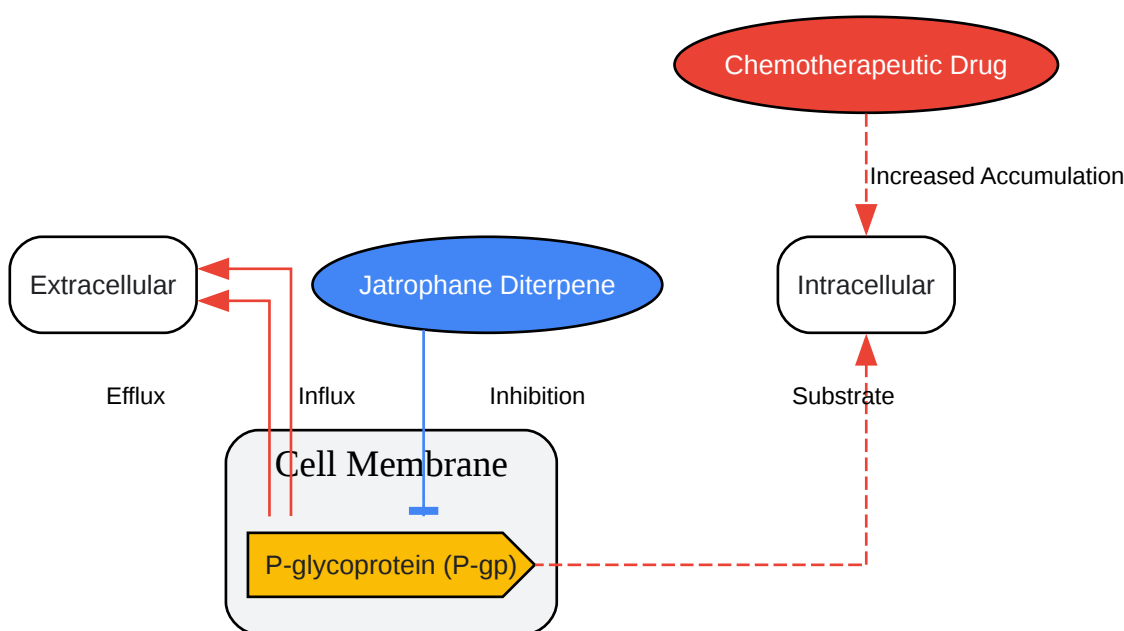 Chemotherapeutic Drug
Increased Accumulation
Extracellular
Jatrophane Diterpene
Intracellular
Efflux
Influx
Inhibition
Substrate
Cell Membrane
P-glycoprotein (P-gp)